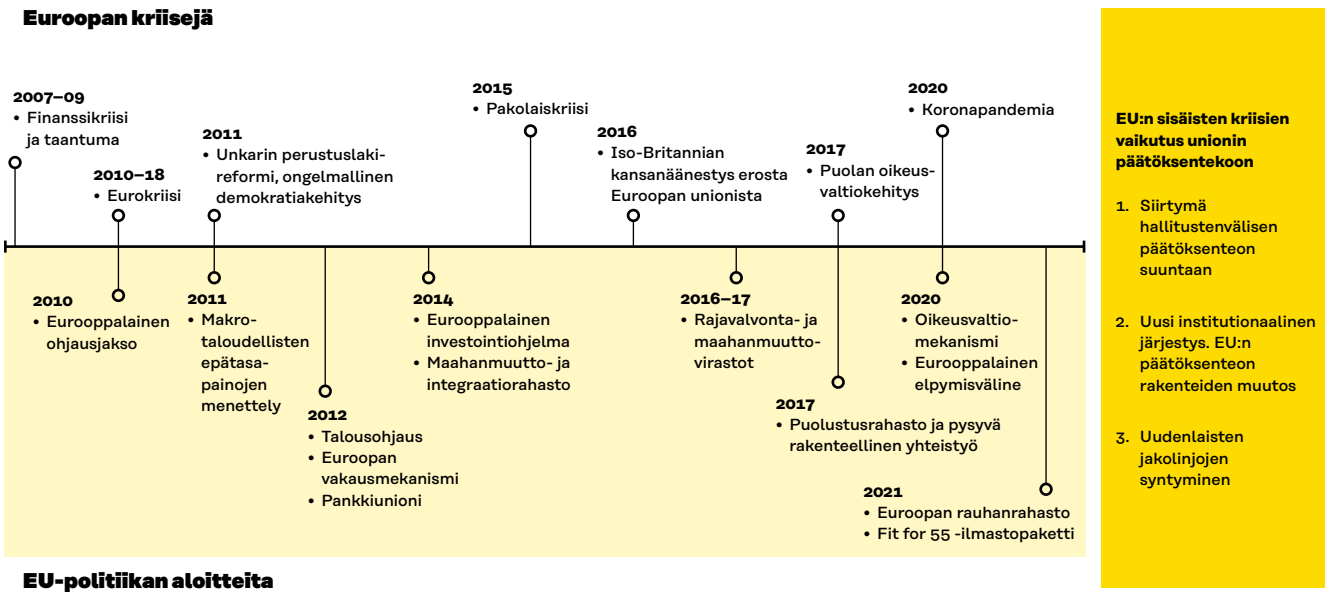 Euroopan kriisejä
2007–09
• Finanssikriisi
ja taantuma
2010–18
• Eurokriisi
2011
• Unkarin perustuslaki-
reformi, ongelmallinen
demokratiakehitys
2015
• Pakolaiskriisi
2016
• Iso-Britannian
kansanäänestys erosta
Euroopan unionista
2017
• Puolan oikeus-
valtiokehitys
2020
• Koronapandemia
2010
• Eurooppalainen
ohjausjakso
2011
• Makro-
taloudellisten
epätasa-
painojen
menettely
2012
• Talousohjaus
• Euroopan
vakausmekanismi
• Pankkiunioni
2014
• Eurooppalainen
investointiohjelma
• Maahanmuutto- ja
integraatiorahasto
2016–17
• Rajavalvonta- ja
maahanmuutto-
virastot
2017
• Puolustusrahasto ja pysyvä
rakenteellinen yhteistyö
2020
• Oikeusvaltio-
mekanismi
• Eurooppalainen
elpymisväline
2021
• Euroopan rauhanrahasto
• Fit for 55 -ilmastopaketti
EU-politiikan aloitteita
EU:n sisäisten kriisien
vaikutus unionin
päätöksentekoon
1. Siirtymä
hallitustenvälisen
päätöksenteon
suuntaan
2. Uusi institutionaalinen
järjestys. EU:n
päätöksenteon
rakenteiden muutos
3. Uudenlaisten
jakolinjojen
syntyminen